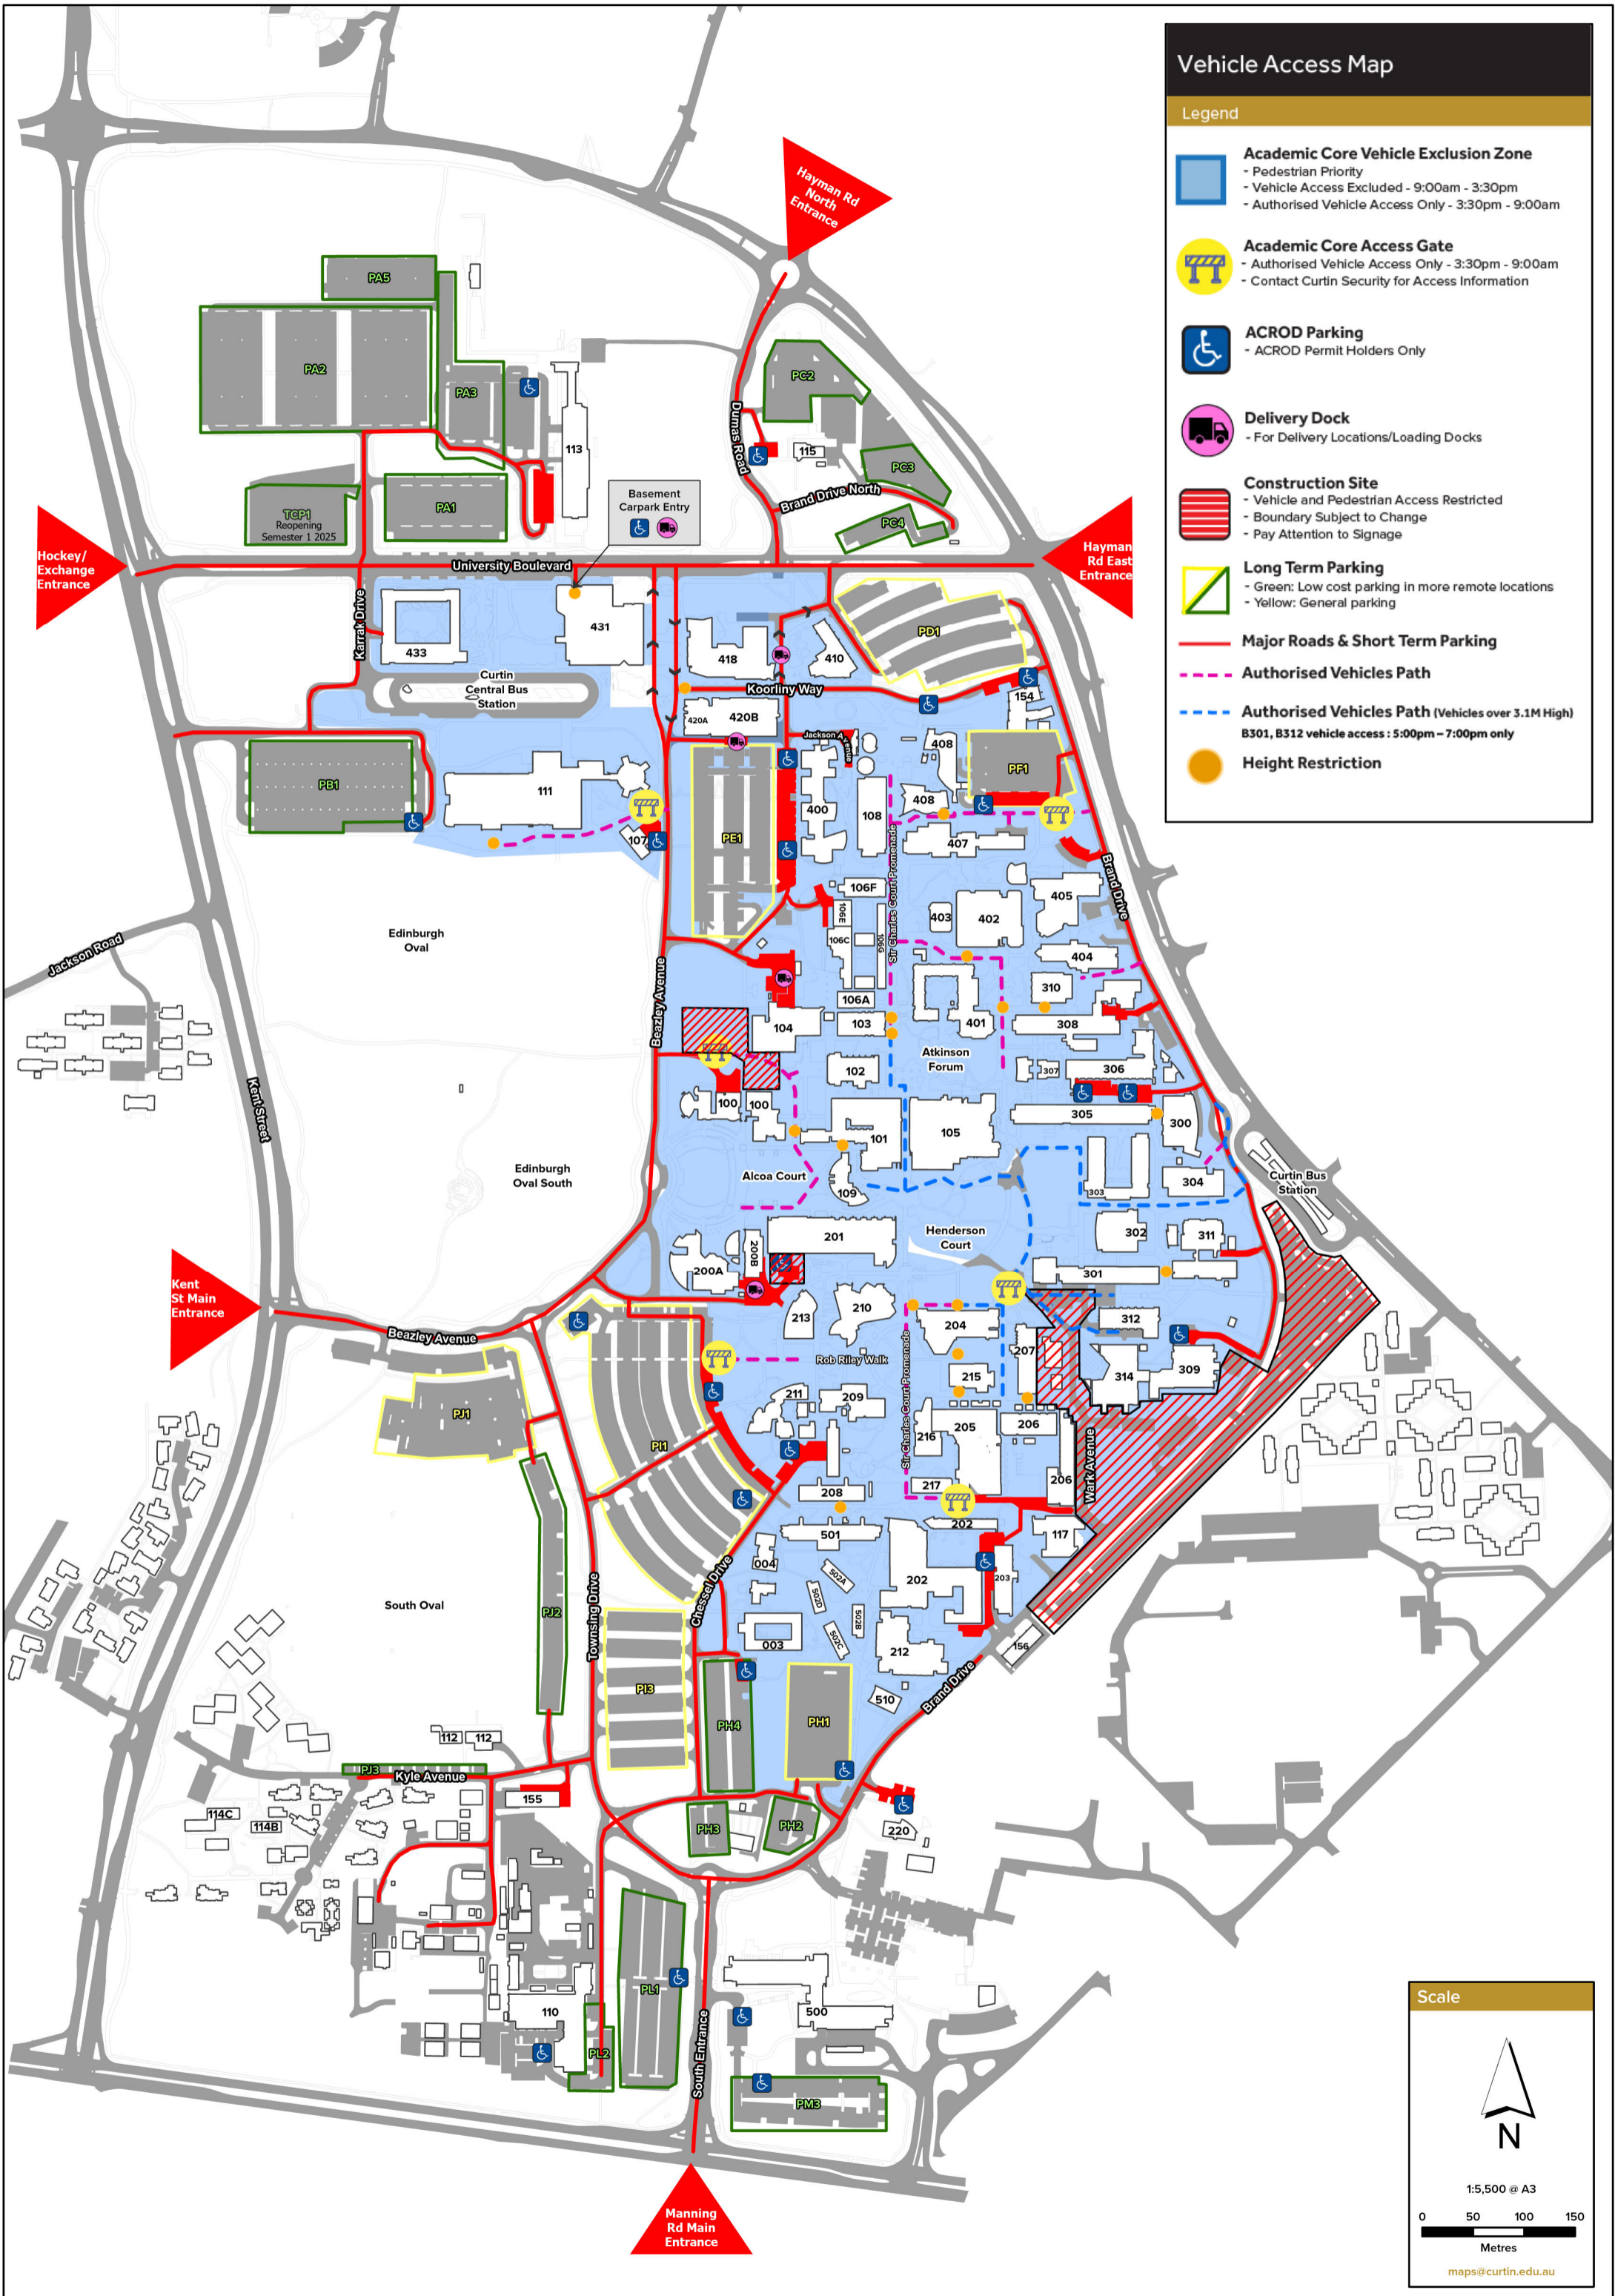 Vehicle Access Map
Legend
Academic Core Vehicle Exclusion Zone
- Pedestrian Priority
- Vehicle Access Excluded - 9:00am - 3:30pm
- Authorised Vehicle Access Only - 3:30pm - 9:00am
Academic Core Access Gate
- Authorised Vehicle Access Only - 3:30pm - 9:00am
- Contact Curtin Security for Access Information
ACROD Parking
- ACROD Permit Holders Only
Delivery Dock
- For Delivery Locations/Loading Docks
Construction Site
- Vehicle and Pedestrian Access Restricted
- Boundary Subject to Change
- Pay Attention to Signage
Long Term Parking
- Green: Low cost parking in more remote locations
- Yellow: General parking
Major Roads & Short Term Parking
Authorised Vehicles Path
Authorised Vehicles Path (Vehicles over 3.1M High)
B301, B312 vehicle access : 5:00pm – 7:00pm only
Height Restriction
Hayman Rd
North
Entrance
PA5
PA2
PA3
113
PC2
Dumas Road
115
PC3
Brand Drive North
PC4
TCP1
Reopening
Semester 1 2025
PA1
Basement
Carpark Entry
Hockey/
Exchange
Entrance
University Boulevard
Hayman
Rd East
Entrance
Karrak Drive
433
431
418
410
PD1
Curtin
Central Bus
Station
Koorliny Way
154
420A
420B
Jackson Avenue
408
PB1
111
PF1
400
408
108
107
PE1
407
Sir Charles Court Promenade
Brand Drive
106F
405
106E
403
402
106C
106G
Edinburgh
Oval
Jackson Road
404
310
106A
Beazley Avenue
104
103
401
308
Atkinson
Forum
102
307
306
Kent Street
100
100
305
300
101
105
Edinburgh
Oval South
Alcoa Court
109
303
304
Curtin Bus
Station
201
Henderson
Court
302
311
200A
200B
301
Kent
St Main
Entrance
Beazley Avenue
213
210
204
312
207
Rob Riley Walk
215
314
309
211
209
PJ1
PI1
Sir Charles Court Promenade
216
205
206
Wark Avenue
208
217
206
501
202
117
004
Chessel Drive
502A
202
203
502D
South Oval
PJ2
Townsing Drive
502B
003
502C
212
156
PI3
510
Brand Drive
PH4
PH1
112
112
PJ3
Kyle Avenue
155
114C
114B
PH3
PH2
220
PL1
110
500
PL2
South Entrance
PM3
Manning
Rd Main
Entrance
Scale
N
1:5,500 @ A3
0 50 100 150
Metres
maps@curtin.edu.au